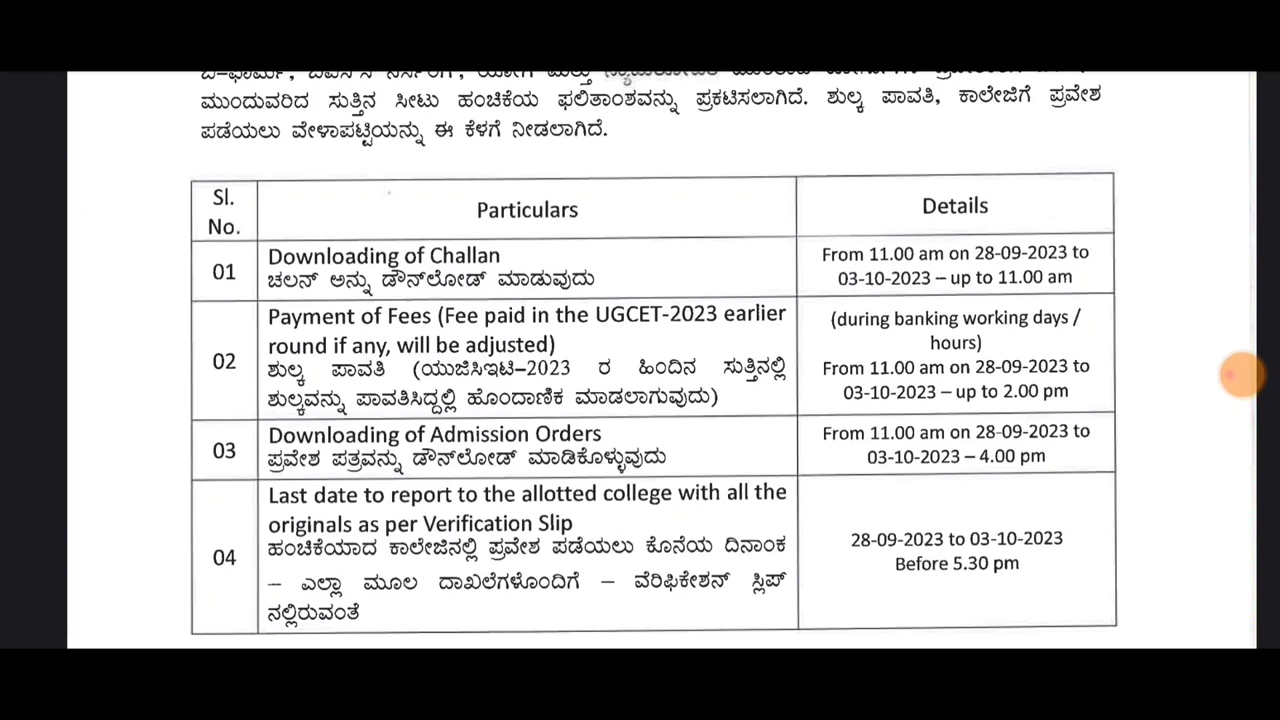 ಮುಂದುವರಿದ ಸುತ್ತಿನ ಸೀಟು ಹಂಚಿಕೆಯ ಫಲಿತಾಂಶವನ್ನು ಪ್ರಕಟಿಸಲಾಗಿದೆ. ಶುಲ್ಕ ಪಾವತಿ, ಕಾಲೇಜಿಗೆ ಪ್ರವೇಶ
ಪಡೆಯಲು ವೇಳಾಪಟ್ಟಿಯನ್ನು ಈ ಕೆಳಗೆ ನೀಡಲಾಗಿದೆ.
Sl.
No.
Particulars
Details
01
Downloading of Challan
ಚಲನ್ ಅನ್ನು ಡೌನ್‌ಲೋಡ್ ಮಾಡುವುದು
From 11.00 am on 28-09-2023 to
03-10-2023 – up to 11.00 am
02
Payment of Fees (Fee paid in the UGCET-2023 earlier
round if any, will be adjusted)
ಶುಲ್ಕ ಪಾವತಿ (ಯುಜಿಸಿಇಟಿ–2023 ರ ಹಿಂದಿನ ಸುತ್ತಿನಲ್ಲಿ
ಶುಲ್ಕವನ್ನು ಪಾವತಿಸಿದ್ದಲ್ಲಿ ಹೊಂದಾಣಿಕ ಮಾಡಲಾಗುವುದು)
(during banking working days /
hours)
From 11.00 am on 28-09-2023 to
03-10-2023 – up to 2.00 pm
03
Downloading of Admission Orders
ಪ್ರವೇಶ ಪತ್ರವನ್ನು ಡೌನ್‌ಲೋಡ್ ಮಾಡಿಕೊಳ್ಳುವುದು
From 11.00 am on 28-09-2023 to
03-10-2023 – 4.00 pm
04
Last date to report to the allotted college with all the
originals as per Verification Slip
ಹಂಚಿಕೆಯಾದ ಕಾಲೇಜಿನಲ್ಲಿ ಪ್ರವೇಶ ಪಡೆಯಲು ಕೊನೆಯ ದಿನಾಂಕ
– ಎಲ್ಲಾ ಮೂಲ ದಾಖಲೆಗಳೊಂದಿಗೆ – ವೆರಿಫಿಕೇಶನ್ ಸ್ಲಿಪ್
ನಲ್ಲಿರುವಂತೆ
28-09-2023 to 03-10-2023
Before 5.30 pm